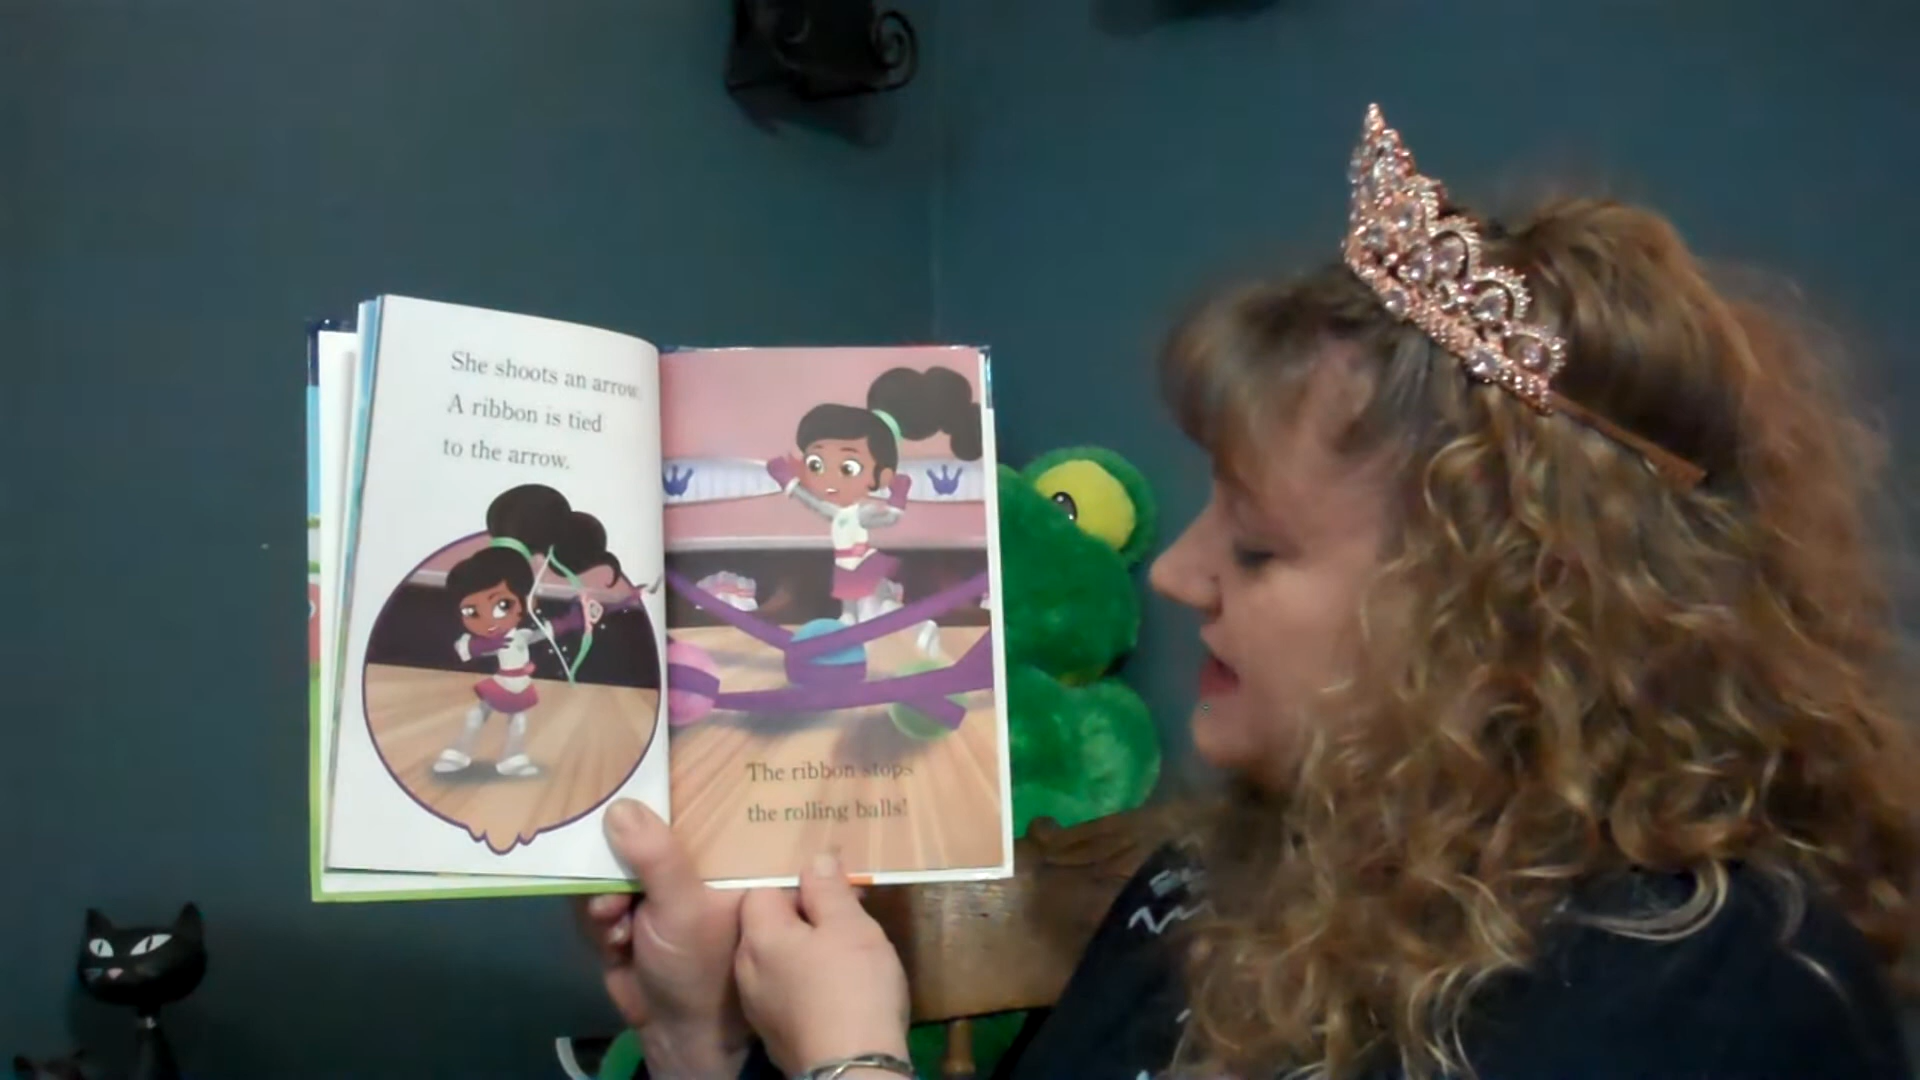 She shoots an arrow.
A ribbon is tied
to the arrow.
The ribbon stops
the rolling balls!